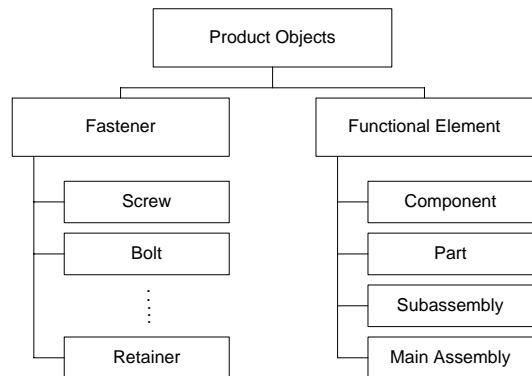 Product Objects
Fastener
Functional Element
Screw
Component
Bolt
Part
Subassembly
Retainer
Main Assembly